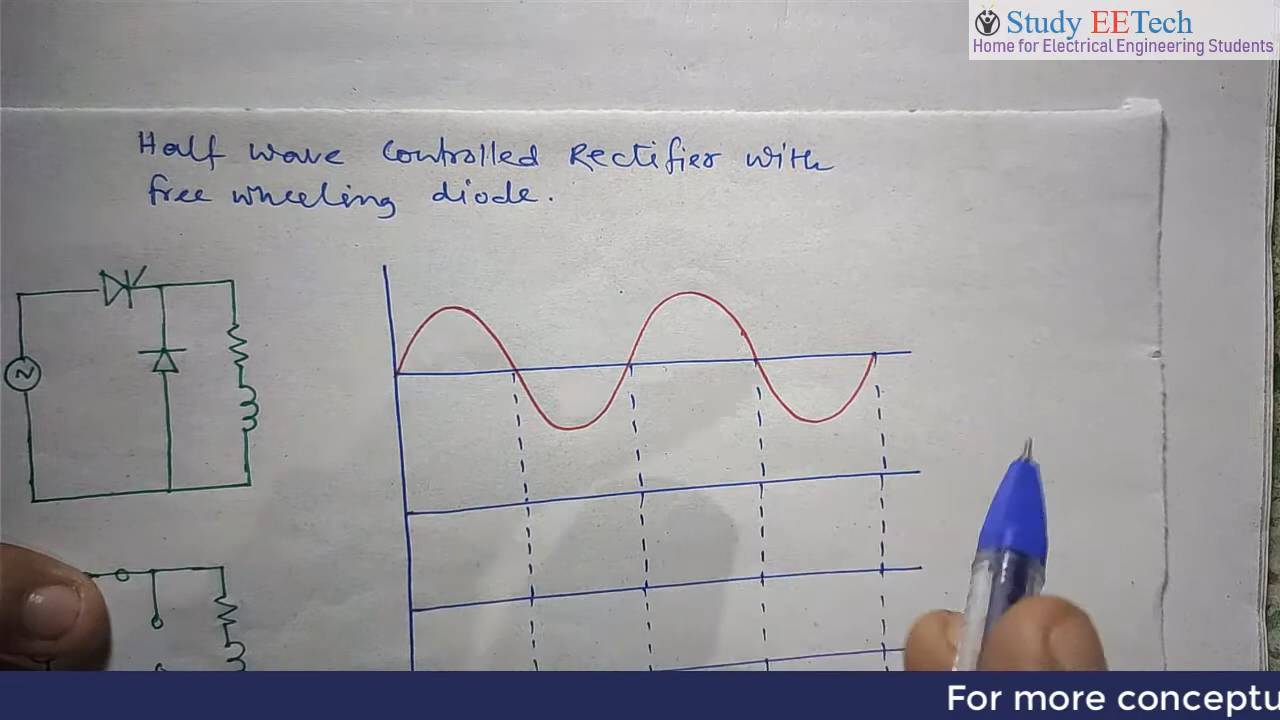 Study EETech
Home for Electrical Engineering Students
Half wave controlled Rectifier with
free wheeling diode.
For more conceptu